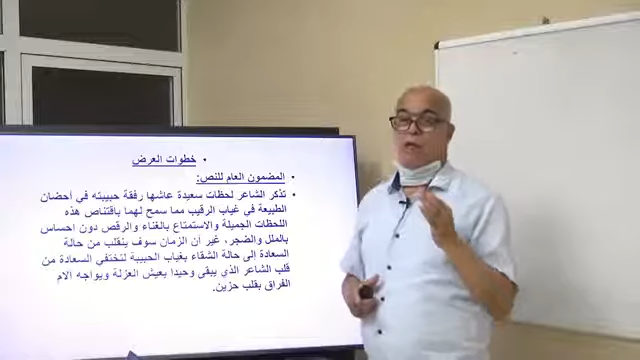 • خطوات العرض
• المضمون العام للنص:
• تذكر الشاعر لحظات سعيدة عاشها رفقة حبيبته في أحضان
الطبيعة في غياب الرقيب مما سمح لهما باقتناص هذه
اللحظات الجميلة والاستمتاع بالغناء والرقص دون احساس
بالملل والضجر، غير أن الزمان سوف ينقلب من حالة
السعادة إلى حالة الشقاء بغياب الحبيبة لتختفي السعادة من
قلب الشاعر الذي يبقى وحيدا يعيش العزلة ويواجه الام
الفراق بقلب حزين.